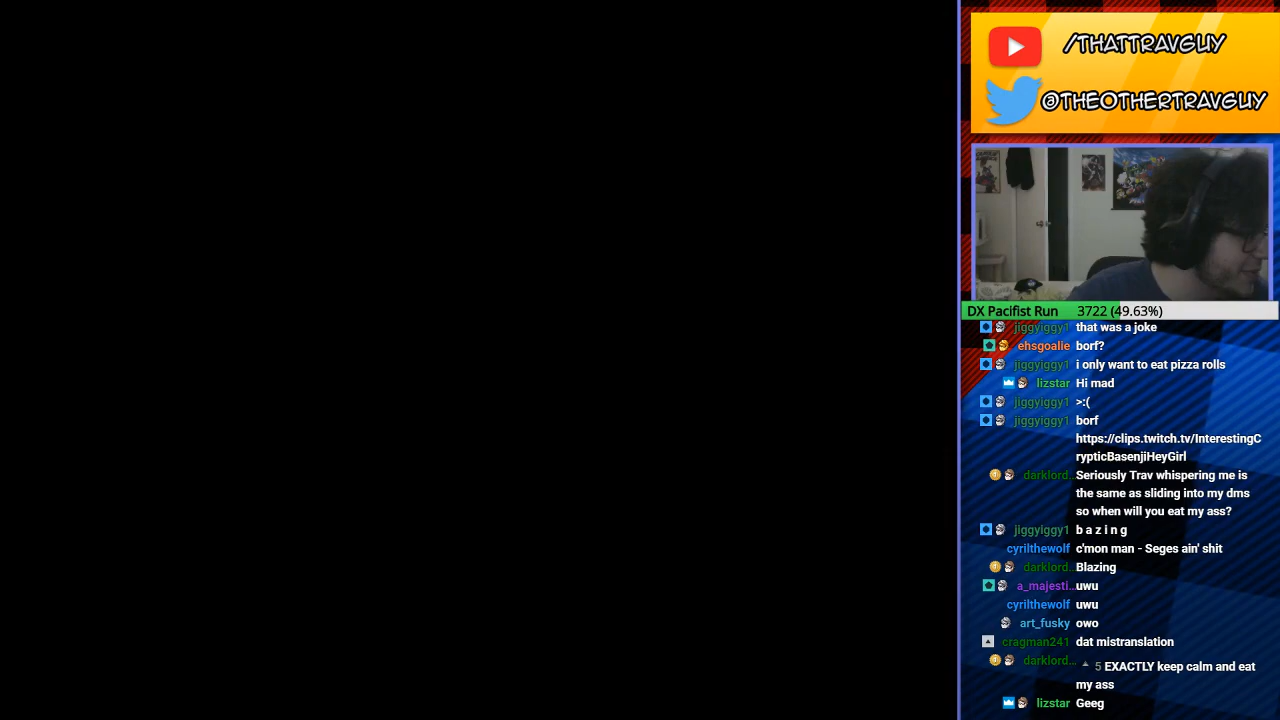 /THATTRAVGUY
@THEOTHERTRAVGUY
DX Pacifist Run 3722 (49.63%)
jiggyiggy1 that was a joke
ehsgoalie borf?
jiggyiggy1 i only want to eat pizza rolls
lizstar Hi mad
jiggyiggy1 >:(
jiggyiggy1 borf
https://clips.twitch.tv/InterestingC
rypticBasenjiHeyGirl
darklord... Seriously Trav whispering me is
the same as sliding into my dms
so when will you eat my ass?
jiggyiggy1 b a z i n g
cyrilthewolf c'mon man - Seges ain' shit
darklord... Blazing
a_majesti... uwu
cyrilthewolf uwu
art_fusky owo
cragman241 dat mistranslation
darklord... 5 EXACTLY keep calm and eat
my ass
lizstar Geeg